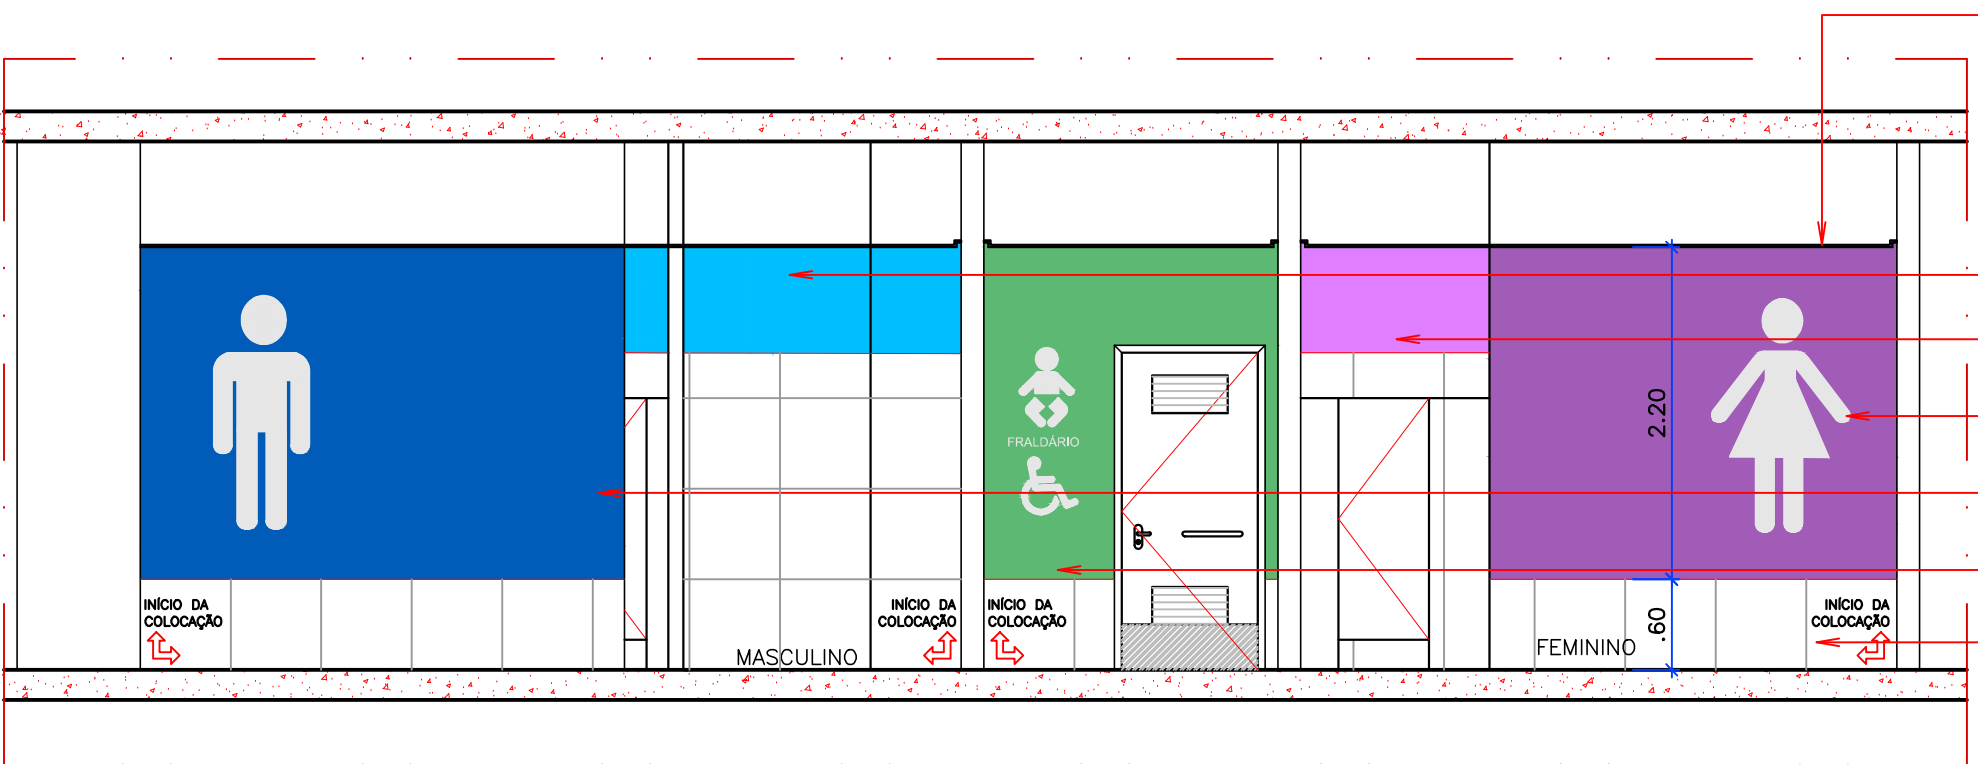 FRALDÁRIO
2.20
.60
INÍCIO DA
COLOCAÇÃO
MASCULINO
INÍCIO DA
COLOCAÇÃO
INÍCIO DA
COLOCAÇÃO
FEMININO
INÍCIO DA
COLOCAÇÃO